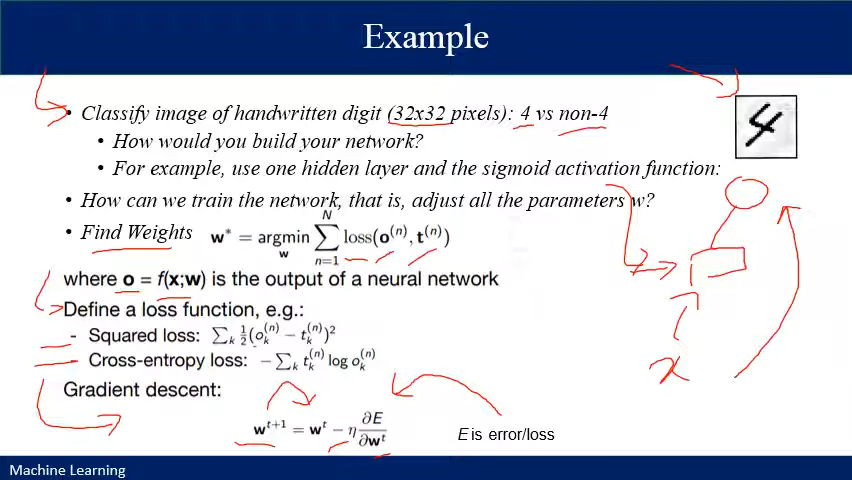 Example
• Classify image of handwritten digit (32x32 pixels): 4 vs non-4
• How would you build your network?
• For example, use one hidden layer and the sigmoid activation function:
• How can we train the network, that is, adjust all the parameters w?
• Find Weights w* = argmin_w ∑_{n=1}^{N} loss(o^(n), t^(n))
where o = f(x;w) is the output of a neural network
Define a loss function, e.g.:
- Squared loss: ∑_k ½(o_k^(n) − t_k^(n))²
- Cross-entropy loss: −∑_k t_k^(n) log o_k^(n)
Gradient descent:
w^{t+1} = w^t − η ∂E/∂w^t
E is error/loss
4
x
Machine Learning